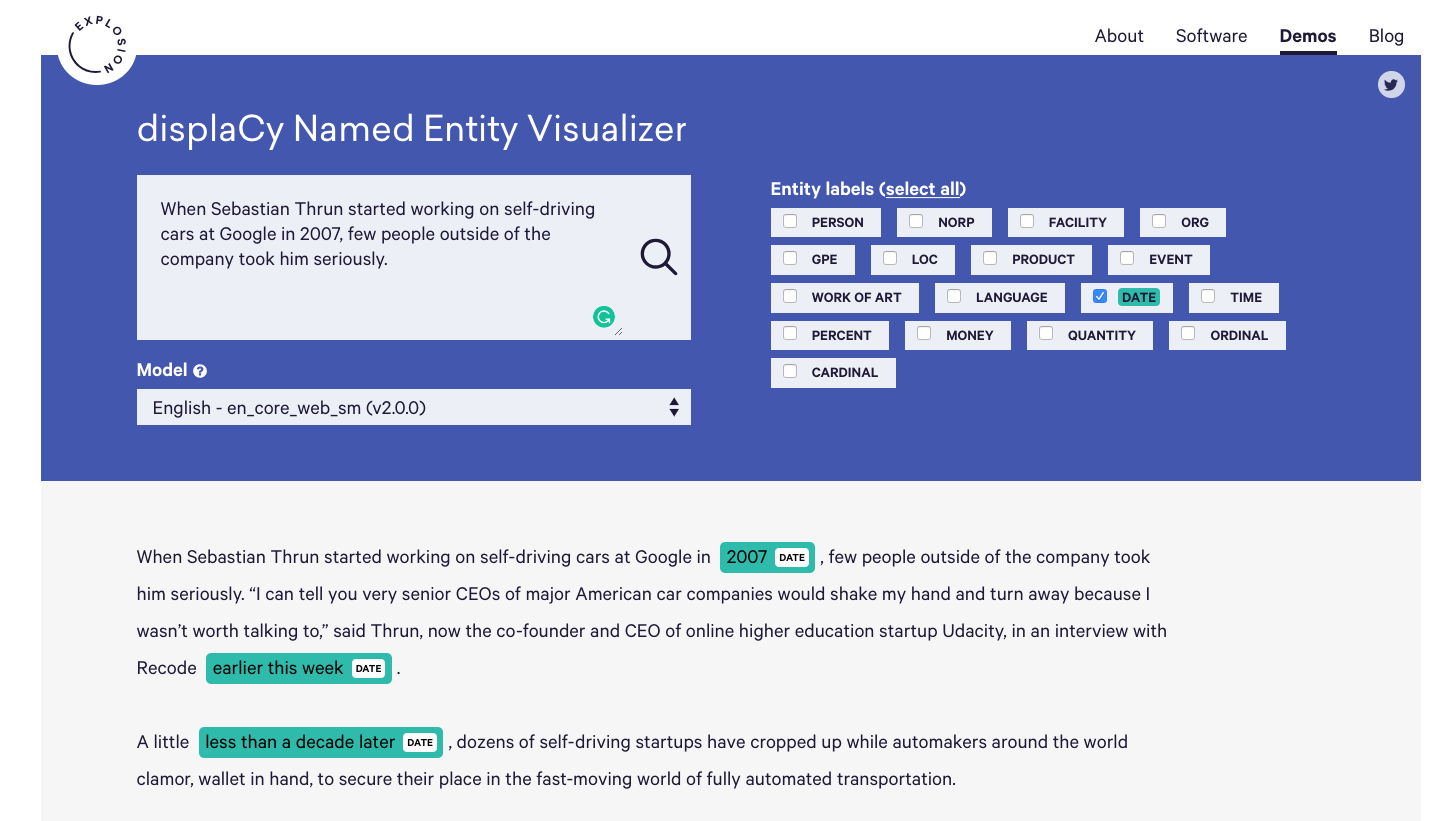 EXPLOSION
About Software Demos Blog
displaCy Named Entity Visualizer
When Sebastian Thrun started working on self-driving
cars at Google in 2007, few people outside of the
company took him seriously.
Model ?
English - en_core_web_sm (v2.0.0)
Entity labels (select all)
PERSON NORP FACILITY ORG
GPE LOC PRODUCT EVENT
WORK OF ART LANGUAGE DATE TIME
PERCENT MONEY QUANTITY ORDINAL
CARDINAL
When Sebastian Thrun started working on self-driving cars at Google in 2007 DATE , few people outside of the company took
him seriously. “I can tell you very senior CEOs of major American car companies would shake my hand and turn away because I
wasn’t worth talking to,” said Thrun, now the co-founder and CEO of online higher education startup Udacity, in an interview with
Recode earlier this week DATE .
A little less than a decade later DATE , dozens of self-driving startups have cropped up while automakers around the world
clamor, wallet in hand, to secure their place in the fast-moving world of fully automated transportation.